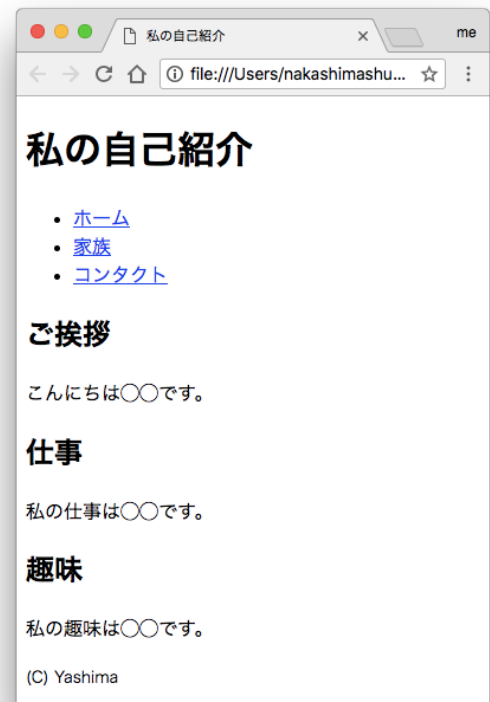 私の自己紹介
me
file:///Users/nakashimashu...
私の自己紹介
ホーム
家族
コンタクト
ご挨拶
こんにちは◯◯です。
仕事
私の仕事は◯◯です。
趣味
私の趣味は◯◯です。
(C) Yashima